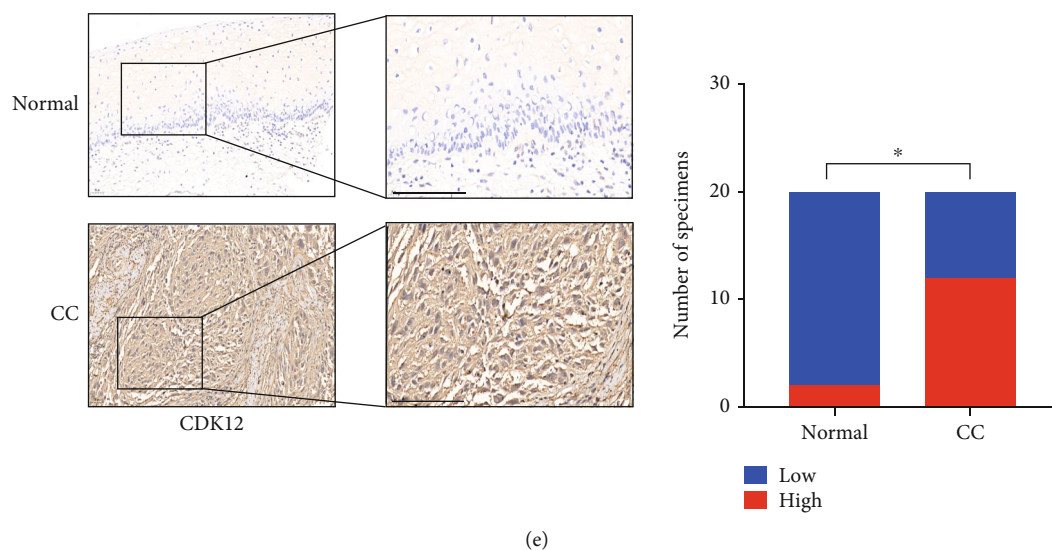 Normal
CC
CDK12
Number of specimens
30
20
10
0
*
Normal
CC
Low
High
(e)